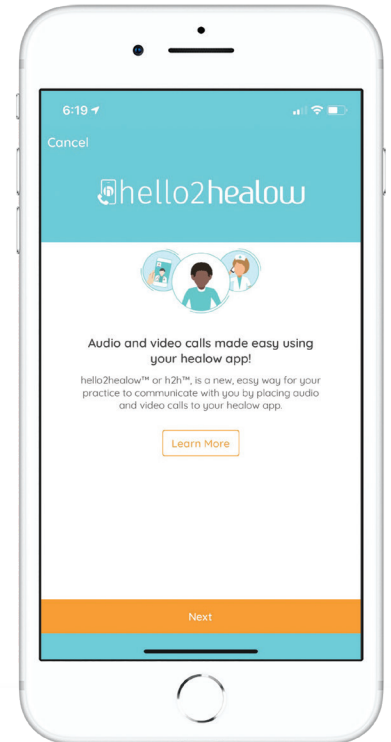 6:19
Cancel
hello2healow
Audio and video calls made easy using
your healow app!
hello2healow™ or h2h™, is a new, easy way for your
practice to communicate with you by placing audio
and video calls to your healow app.
Learn More
Next